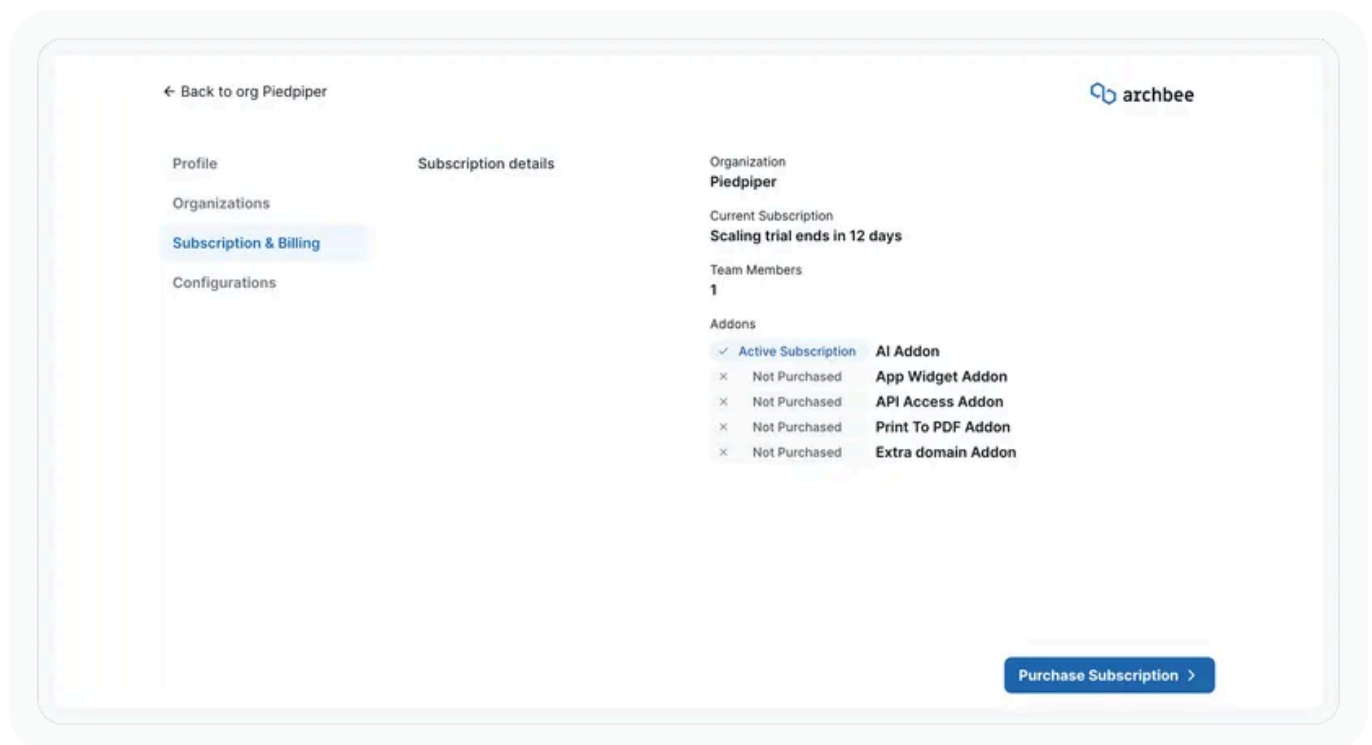 ← Back to org Piedpiper
archbee
Profile
Organizations
Subscription & Billing
Configurations
Subscription details
Organization
Piedpiper
Current Subscription
Scaling trial ends in 12 days
Team Members
1
Addons
✓ Active Subscription AI Addon
× Not Purchased App Widget Addon
× Not Purchased API Access Addon
× Not Purchased Print To PDF Addon
× Not Purchased Extra domain Addon
Purchase Subscription >